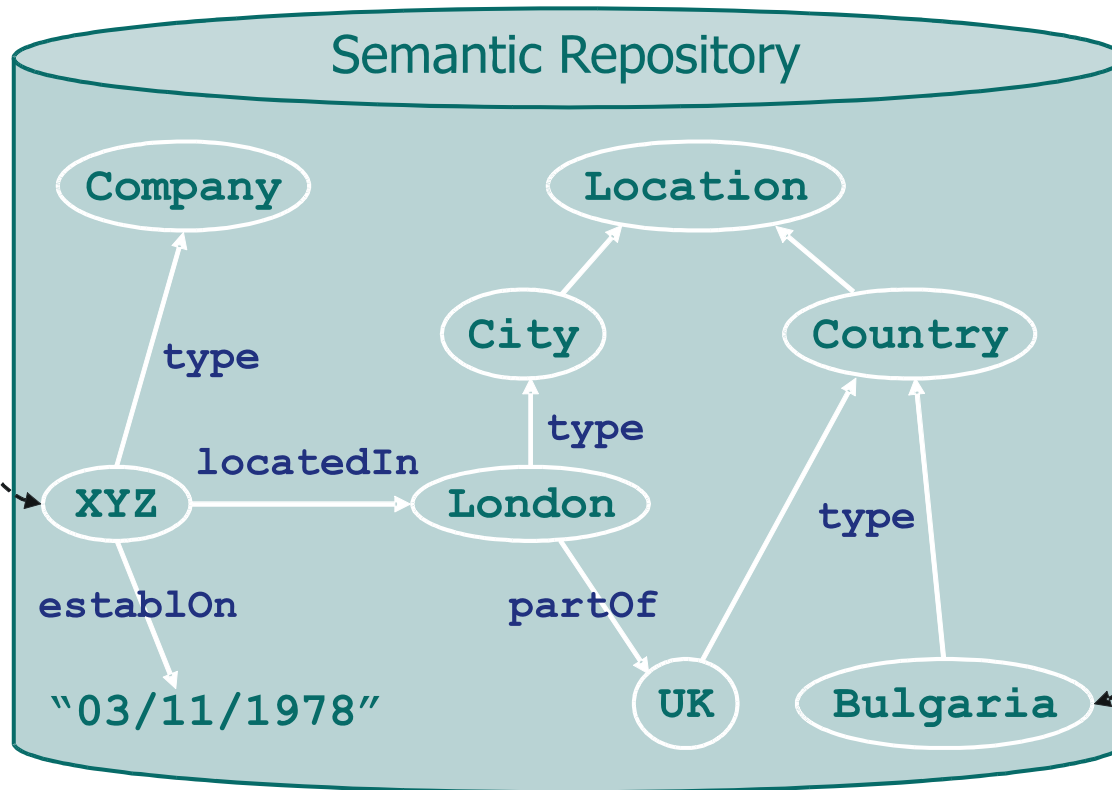 Semantic Repository
Company
Location
City
Country
type
type
locatedIn
XYZ
London
type
establOn
partOf
“03/11/1978”
UK
Bulgaria